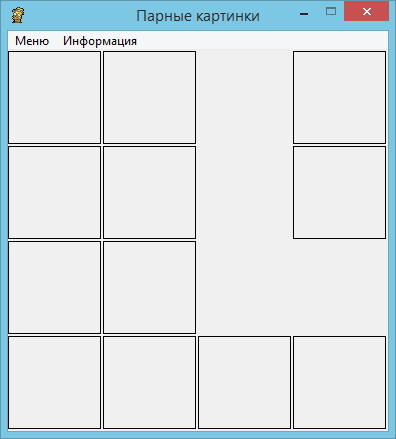 Парные картинки
Меню Информация